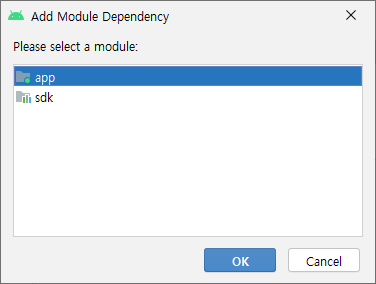 Add Module Dependency
Please select a module:
app
sdk
OK
Cancel